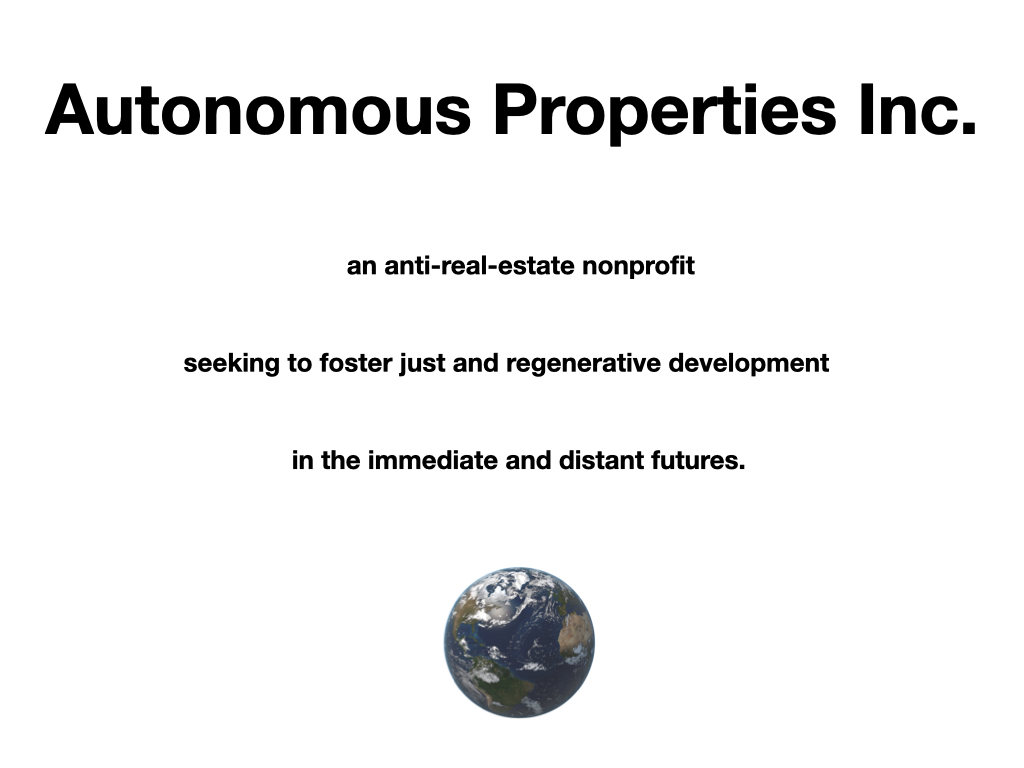 Autonomous Properties Inc.
an anti-real-estate nonprofit
seeking to foster just and regenerative development
in the immediate and distant futures.